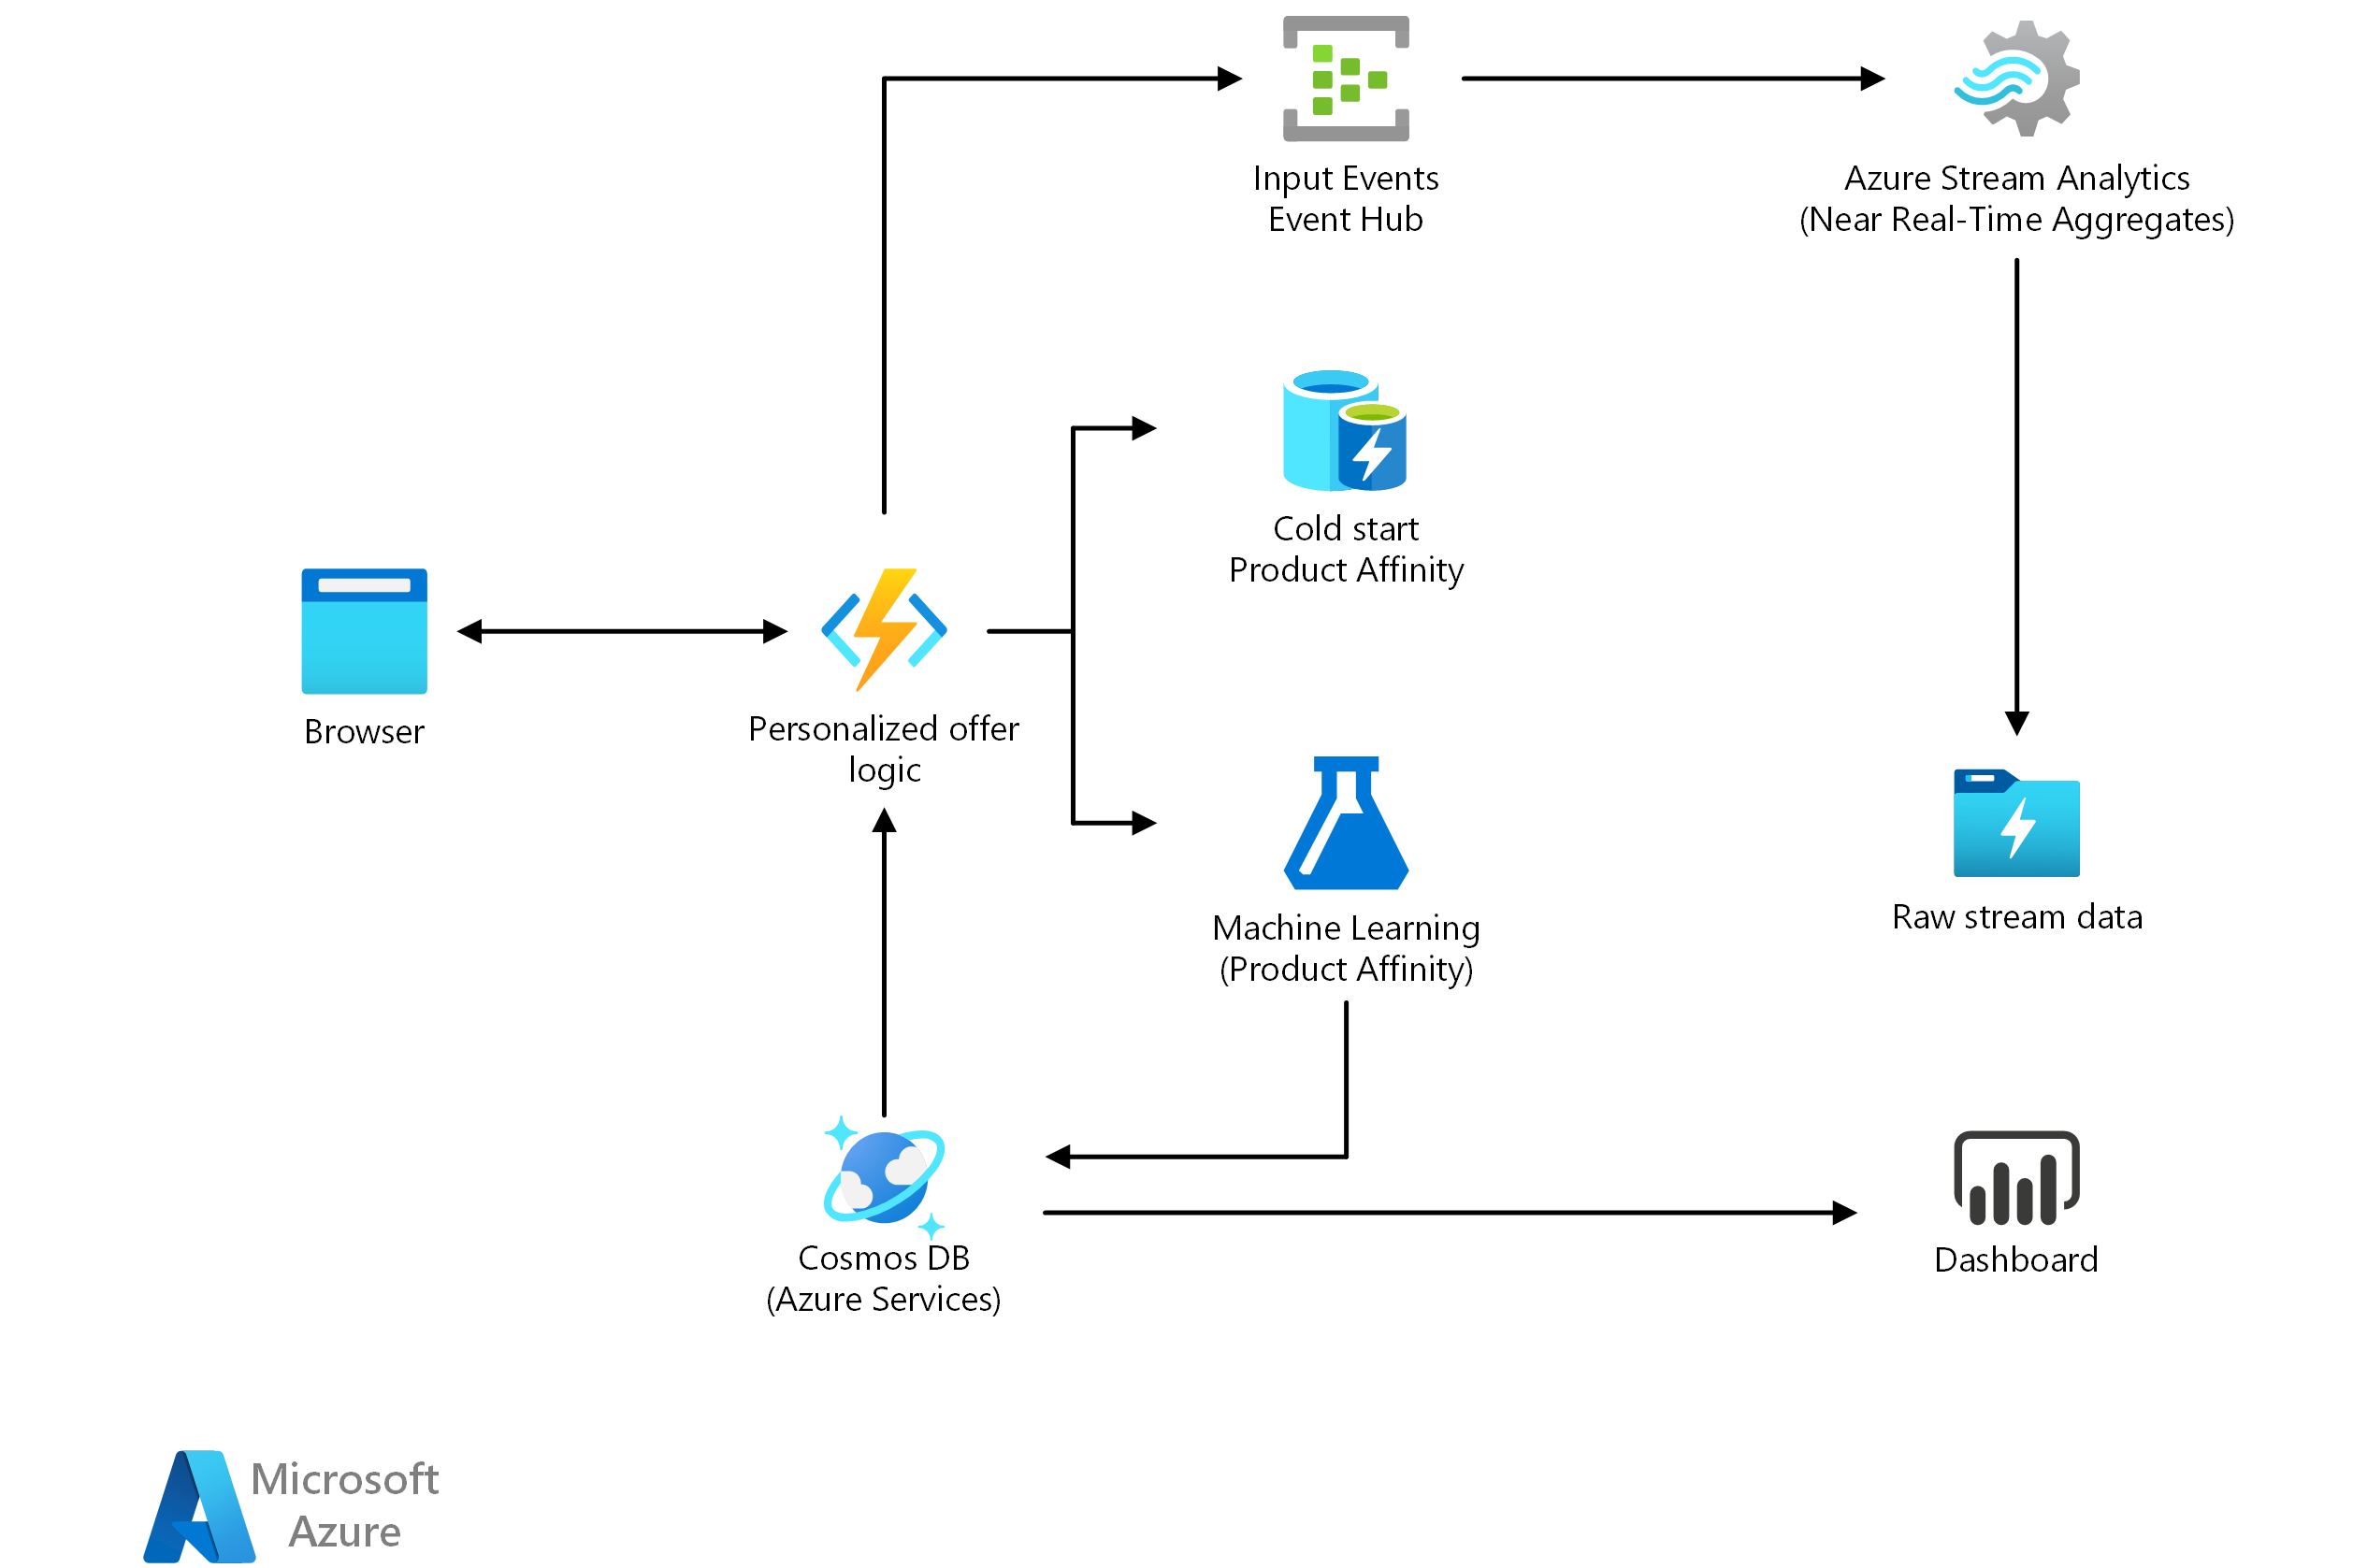 Input Events
Event Hub
Azure Stream Analytics
(Near Real-Time Aggregates)
Cold start
Product Affinity
Browser
Personalized offer
logic
Machine Learning
(Product Affinity)
Raw stream data
Cosmos DB
(Azure Services)
Dashboard
Microsoft
Azure